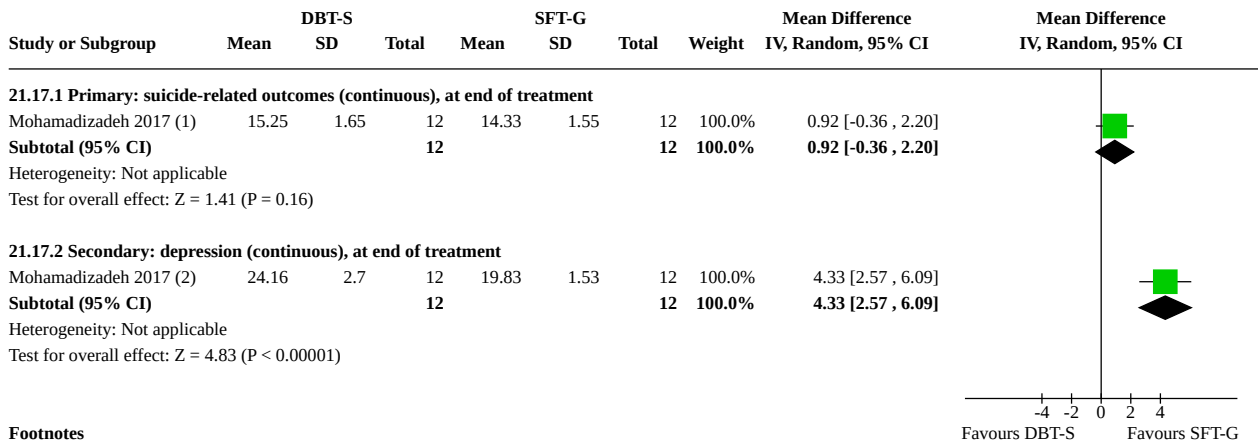 DBT-S SFT-G Mean Difference Mean Difference
Study or Subgroup Mean SD Total Mean SD Total Weight IV, Random, 95% CI IV, Random, 95% CI
21.17.1 Primary: suicide-related outcomes (continuous), at end of treatment
Mohamadizadeh 2017 (1) 15.25 1.65 12 14.33 1.55 12 100.0% 0.92 [-0.36 , 2.20]
Subtotal (95% CI) 12 12 100.0% 0.92 [-0.36 , 2.20]
Heterogeneity: Not applicable
Test for overall effect: Z = 1.41 (P = 0.16)
21.17.2 Secondary: depression (continuous), at end of treatment
Mohamadizadeh 2017 (2) 24.16 2.7 12 19.83 1.53 12 100.0% 4.33 [2.57 , 6.09]
Subtotal (95% CI) 12 12 100.0% 4.33 [2.57 , 6.09]
Heterogeneity: Not applicable
Test for overall effect: Z = 4.83 (P < 0.00001)
-4 -2 0 2 4
Footnotes Favours DBT-S Favours SFT-G